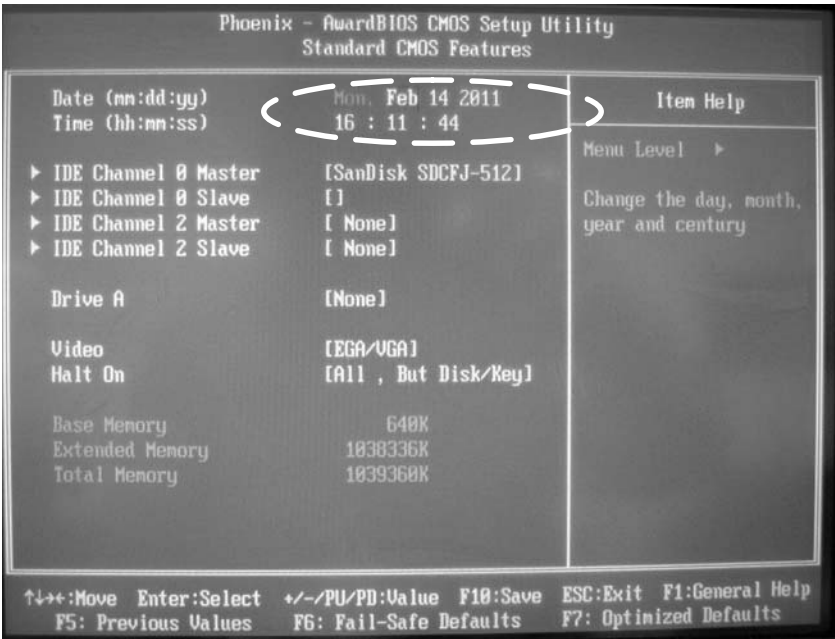 Phoenix - AwardBIOS CMOS Setup Utility
Standard CMOS Features
Date (mm:dd:yy) Mon, Feb 14 2011
Time (hh:mm:ss) 16 : 11 : 44
▶ IDE Channel 0 Master [SanDisk SDCFJ-512]
▶ IDE Channel 0 Slave []
▶ IDE Channel 2 Master [ None]
▶ IDE Channel 2 Slave [ None]
Drive A [None]
Video [EGA/VGA]
Halt On [All , But Disk/Key]
Base Memory 640K
Extended Memory 1038336K
Total Memory 1039360K
Item Help
Menu Level ▶
Change the day, month,
year and century
↑↓→←:Move Enter:Select +/-/PU/PD:Value F10:Save ESC:Exit F1:General Help
F5: Previous Values F6: Fail-Safe Defaults F7: Optimized Defaults